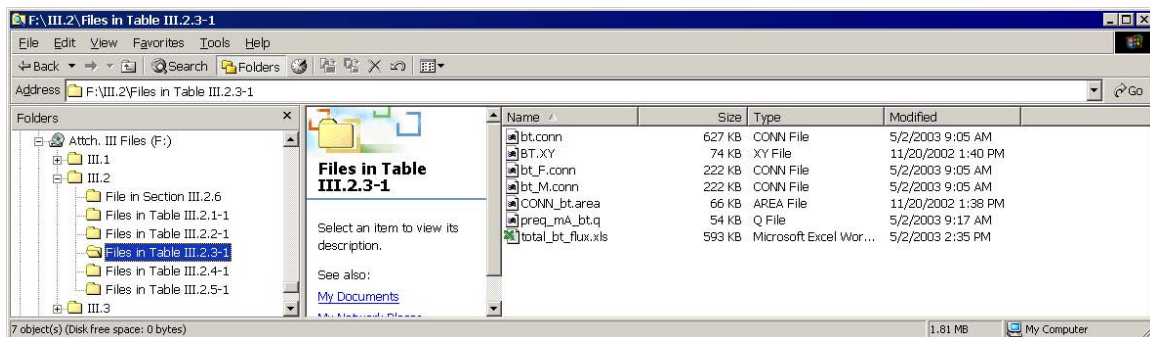 F:\III.2\Files in Table III.2.3-1
File Edit View Favorites Tools Help
Back Search Folders
Address F:\III.2\Files in Table III.2.3-1 Go
Folders ×
Attch. III Files (F:)
III.1
III.2
File in Section III.2.6
Files in Table III.2.1-1
Files in Table III.2.2-1
Files in Table III.2.3-1
Files in Table III.2.4-1
Files in Table III.2.5-1
III.3
Files in Table
III.2.3-1
Select an item to view its
description.
See also:
My Documents
My Network Places
Name Size Type Modified
bt.conn 627 KB CONN File 5/2/2003 9:05 AM
BT.XY 74 KB XY File 11/20/2002 1:40 PM
bt_F.conn 222 KB CONN File 5/2/2003 9:05 AM
bt_M.conn 222 KB CONN File 5/2/2003 9:05 AM
CONN_bt.area 66 KB AREA File 11/20/2002 1:38 PM
preq_mA_bt.q 54 KB Q File 5/2/2003 9:17 AM
total_bt_flux.xls 593 KB Microsoft Excel Wor... 5/2/2003 2:35 PM
7 object(s) (Disk free space: 0 bytes) 1.81 MB My Computer